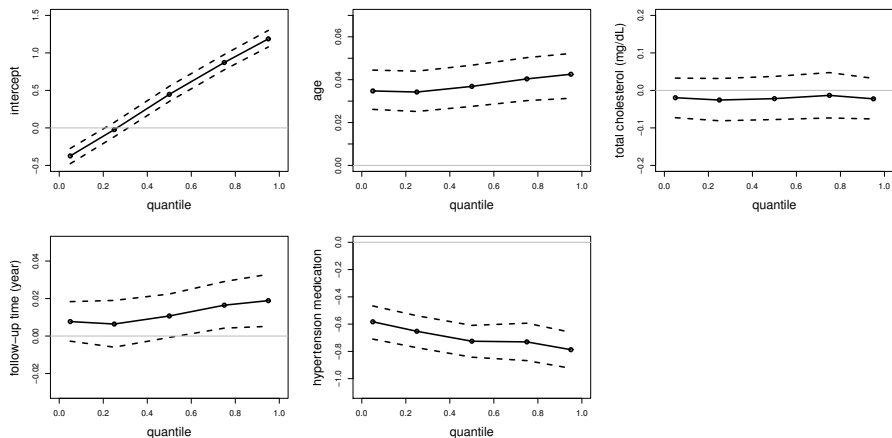 intercept
1.5
1.0
0.5
0.0
−0.5
0.0 0.2 0.4 0.6 0.8 1.0
quantile
age
0.06
0.04
0.02
0.00
0.0 0.2 0.4 0.6 0.8 1.0
quantile
total cholesterol (mg/dL)
0.2
0.1
−0.0
−0.1
−0.2
0.0 0.2 0.4 0.6 0.8 1.0
quantile
follow−up time (year)
0.04
0.02
0.00
−0.02
0.0 0.2 0.4 0.6 0.8 1.0
quantile
hypertension medication
0.0
−0.2
−0.4
−0.6
−0.8
−1.0
0.0 0.2 0.4 0.6 0.8 1.0
quantile